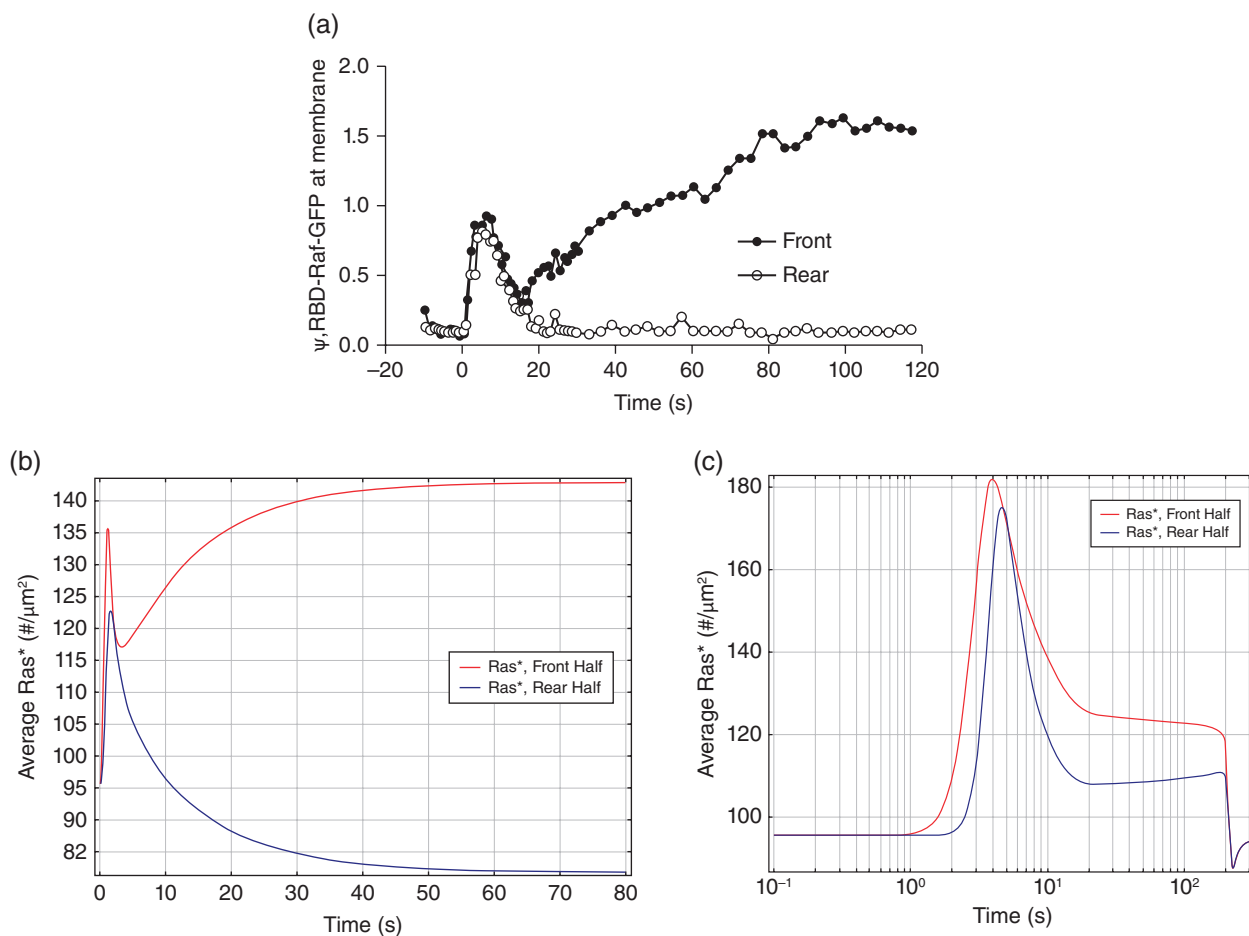 (a)
ψ,RBD-Raf-GFP at membrane
2.0
1.5
1.0
0.5
0.0
−20
0
20
40
60
80
100
120
Time (s)
Front
Rear
(b)
Average Ras* (#/μm²)
140
135
130
125
120
115
110
105
100
95
90
82
0
10
20
30
40
50
60
70
80
Time (s)
Ras*, Front Half
Ras*, Rear Half
(c)
Average Ras* (#/μm²)
180
160
140
120
100
10⁻¹
10⁰
10¹
10²
Time (s)
Ras*, Front Half
Ras*, Rear Half